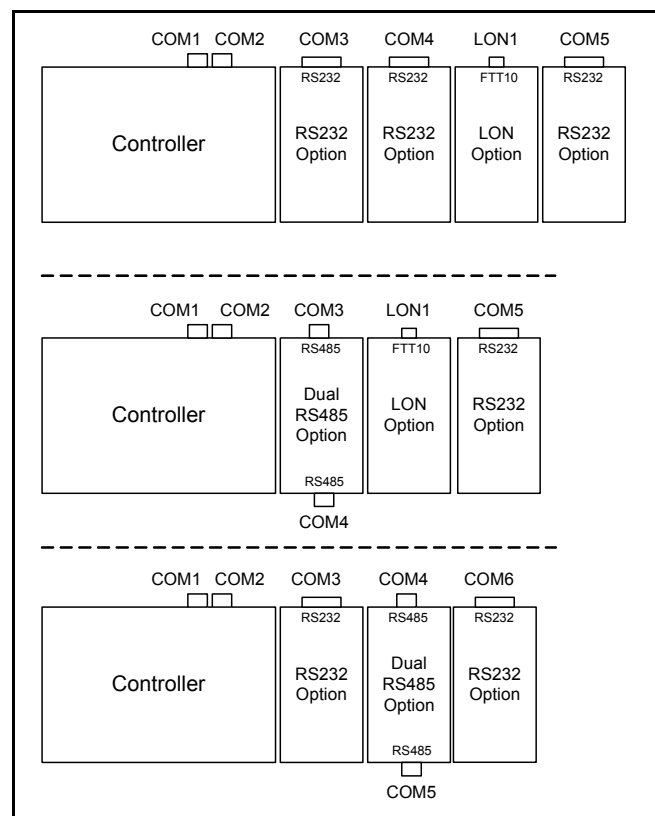 COM1 COM2 COM3 COM4 LON1 COM5
RS232 RS232 FTT10 RS232
Controller
RS232
Option
RS232
Option
LON
Option
RS232
Option
COM1 COM2 COM3 LON1 COM5
RS485 FTT10 RS232
Controller
Dual
RS485
Option
LON
Option
RS232
Option
RS485
COM4
COM1 COM2 COM3 COM4 COM6
RS232 RS485 RS232
Controller
RS232
Option
Dual
RS485
Option
RS232
Option
RS485
COM5